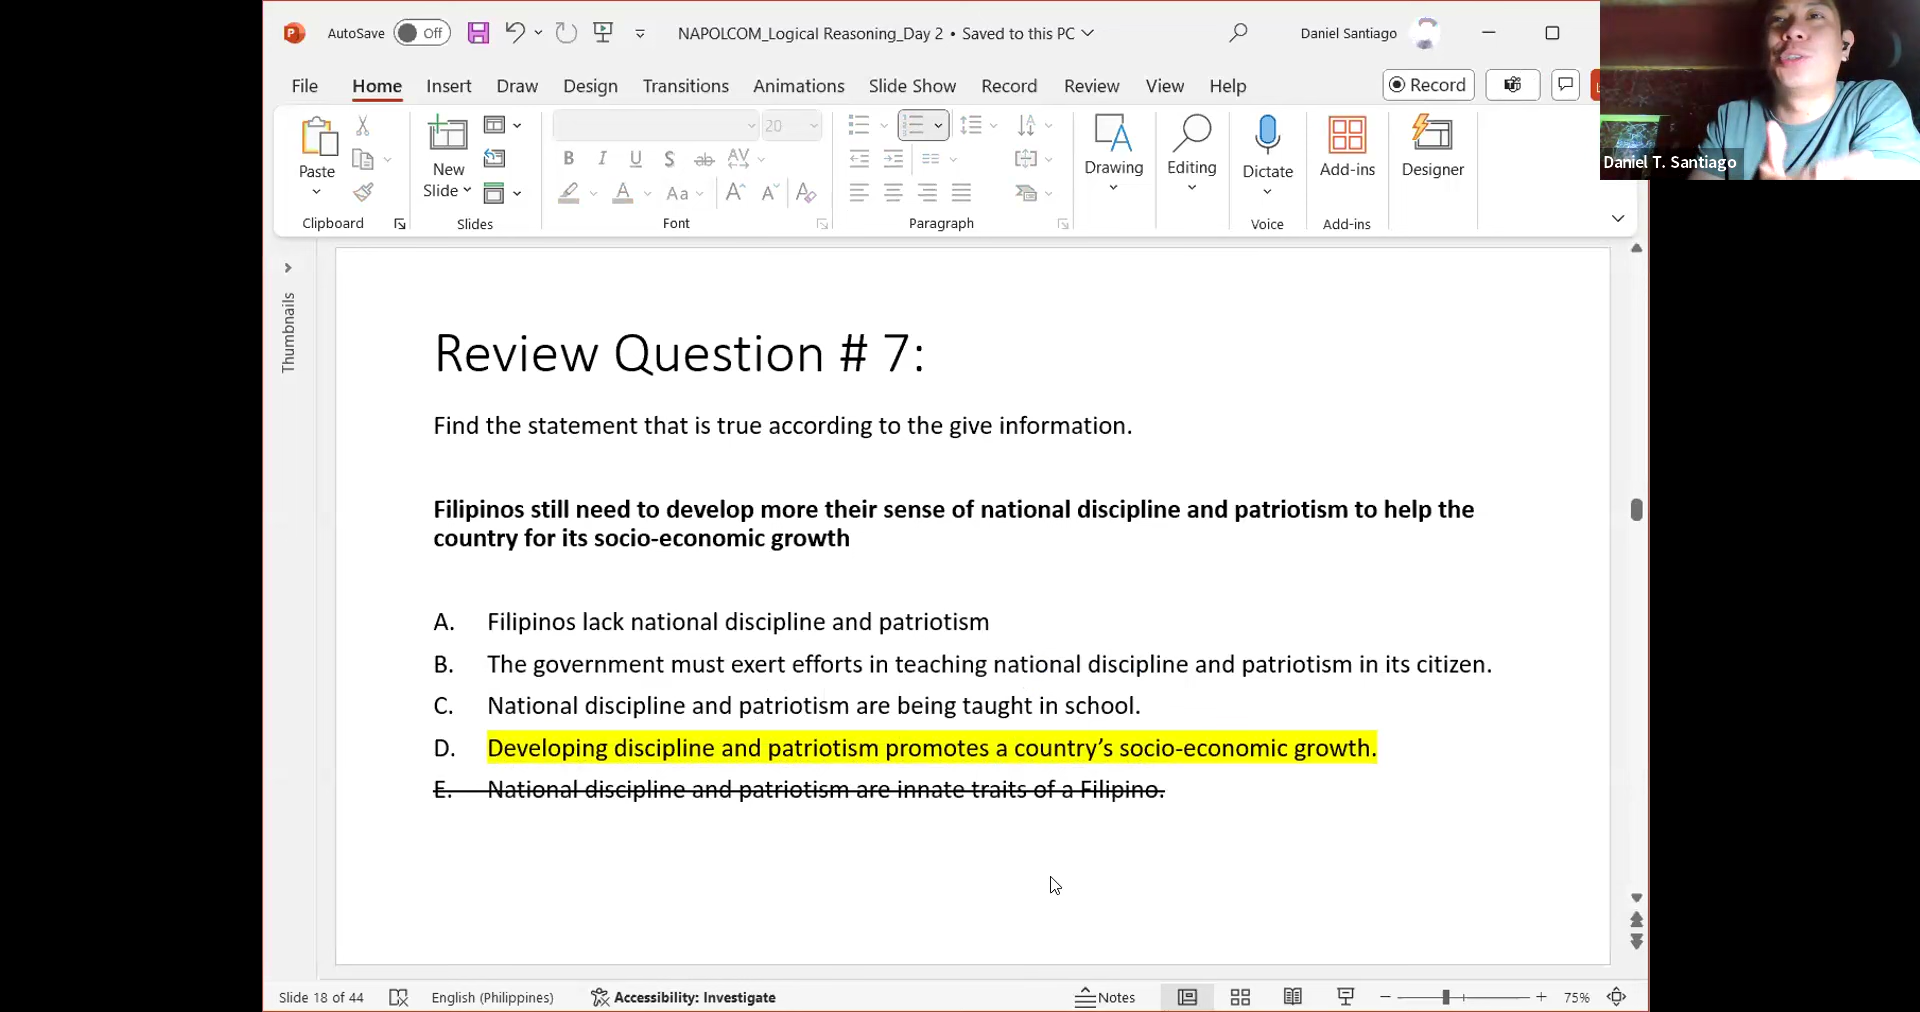 AutoSave Off NAPOLCOM_Logical Reasoning_Day 2 • Saved to this PC Daniel Santiago
File Home Insert Draw Design Transitions Animations Slide Show Record Review View Help Record
Paste
Clipboard
New
Slide
Slides
20
B I U S ab AV
A Aa A A A
Font
Paragraph
Drawing
Editing
Dictate
Voice
Add-ins
Add-ins
Designer
Daniel T. Santiago
Thumbnails
Review Question # 7:
Find the statement that is true according to the give information.
Filipinos still need to develop more their sense of national discipline and patriotism to help the
country for its socio-economic growth
A. Filipinos lack national discipline and patriotism
B. The government must exert efforts in teaching national discipline and patriotism in its citizen.
C. National discipline and patriotism are being taught in school.
D. Developing discipline and patriotism promotes a country’s socio-economic growth.
E. National discipline and patriotism are innate traits of a Filipino.
Slide 18 of 44 English (Philippines) Accessibility: Investigate Notes 75%